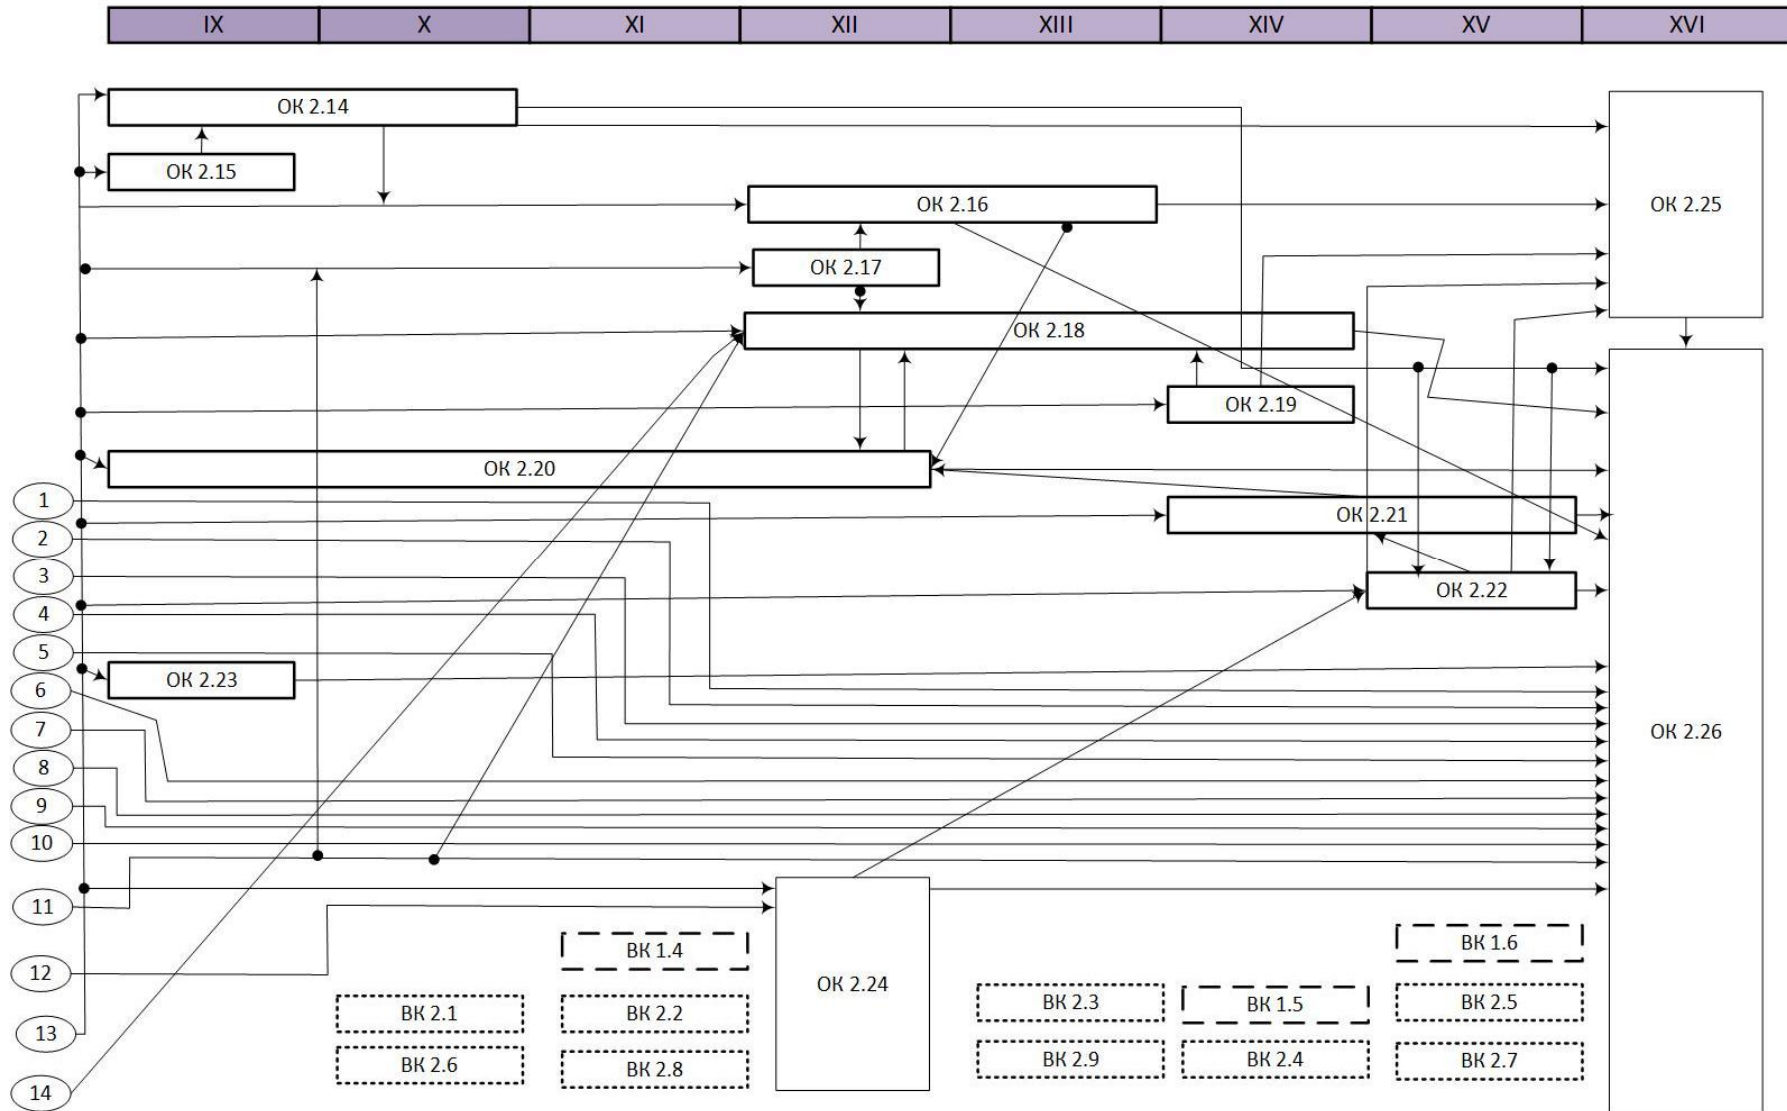 IX X XI XII XIII XIV XV XVI
ОК 2.14
ОК 2.15
ОК 2.16
ОК 2.25
ОК 2.17
ОК 2.18
ОК 2.19
ОК 2.20
1
ОК 2.21
2
3
ОК 2.22
4
5
ОК 2.23
6
7
ОК 2.26
8
9
10
11
12
ВК 1.4
ВК 1.6
ОК 2.24
ВК 2.1
ВК 2.2
ВК 2.3
ВК 1.5
ВК 2.5
13
ВК 2.6
ВК 2.8
ВК 2.9
ВК 2.4
ВК 2.7
14